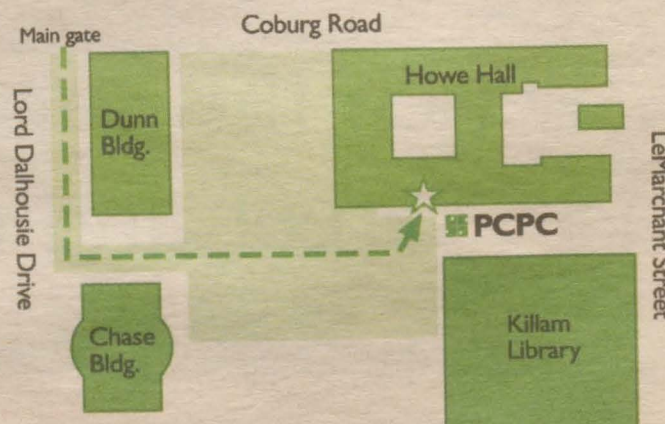 Coburg Road
Main gate
Howe Hall
Dunn
Bldg.
Lord Dalhousie Drive
LeMarchant Street
PCPC
Chase
Bldg.
Killam
Library